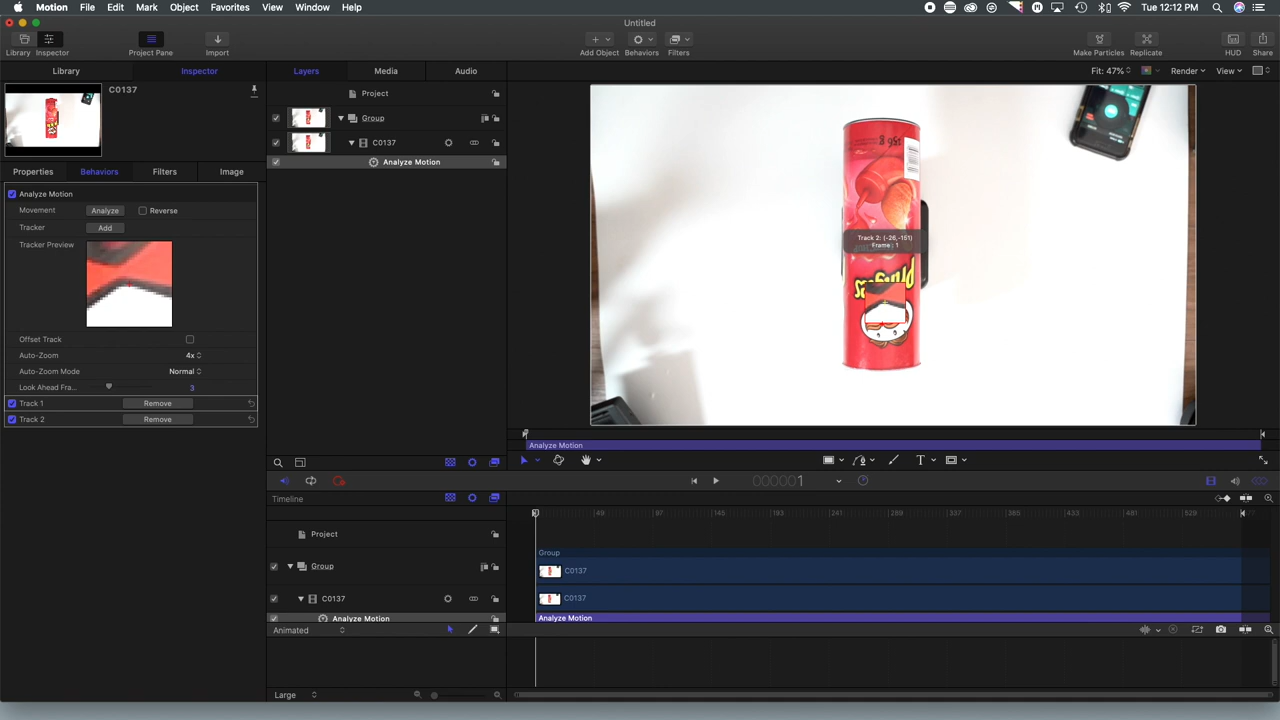 Motion File Edit Mark Object Favorites View Window Help Tue 12:12 PM
Untitled
Library Inspector Project Pane Import Add Object Behaviors Filters Make Particles Replicate HUD Share
Library Inspector Layers Media Audio Fit: 47% Render View
C0137
Project
Group
C0137
Analyze Motion
Properties Behaviors Filters Image
Analyze Motion
Movement Analyze Reverse
Tracker Add
Tracker Preview
Offset Track
Auto-Zoom 4x
Auto-Zoom Mode Normal
Look Ahead Fra... 3
Track 1 Remove
Track 2 Remove
156 g
Track 2: (-26,-151)
Frame : 1
Pringles
Analyze Motion
T
000001
Timeline
49 97 145 193 241 289 337 385 433 481 529
Project
Group
Group
C0137
C0137
C0137
Analyze Motion
Analyze Motion
Animated
Large